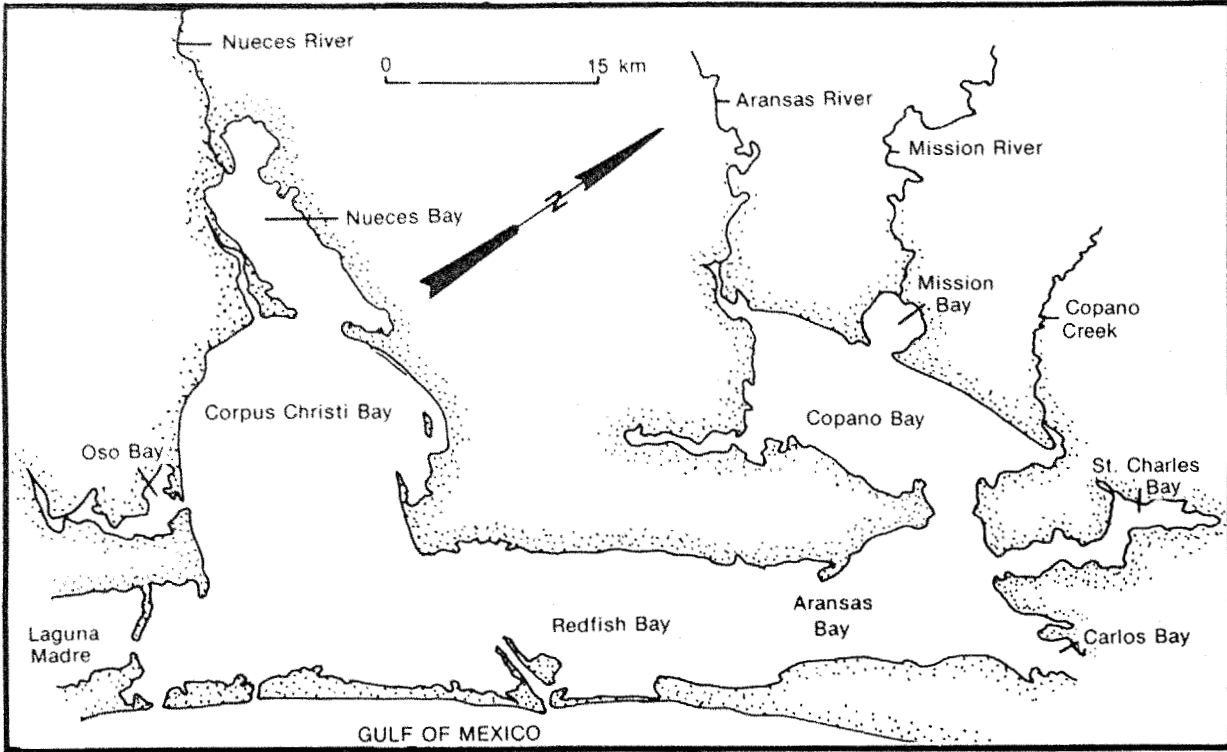 Nueces River
0 15 km
Aransas River
Mission River
Nueces Bay
N
Mission
Bay
Copano
Creek
Corpus Christi Bay
Copano Bay
Oso Bay
St. Charles
Bay
Laguna
Madre
Redfish Bay
Aransas
Bay
Carlos Bay
GULF OF MEXICO